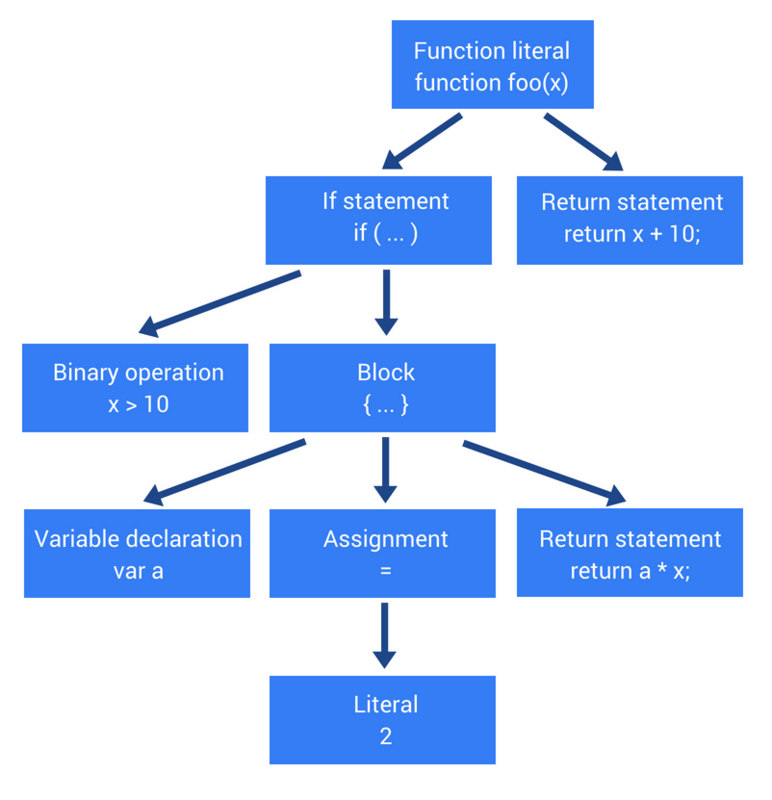 Function literal
function foo(x)
If statement
if ( ... )
Return statement
return x + 10;
Binary operation
x > 10
Block
{ ... }
Variable declaration
var a
Assignment
=
Return statement
return a * x;
Literal
2